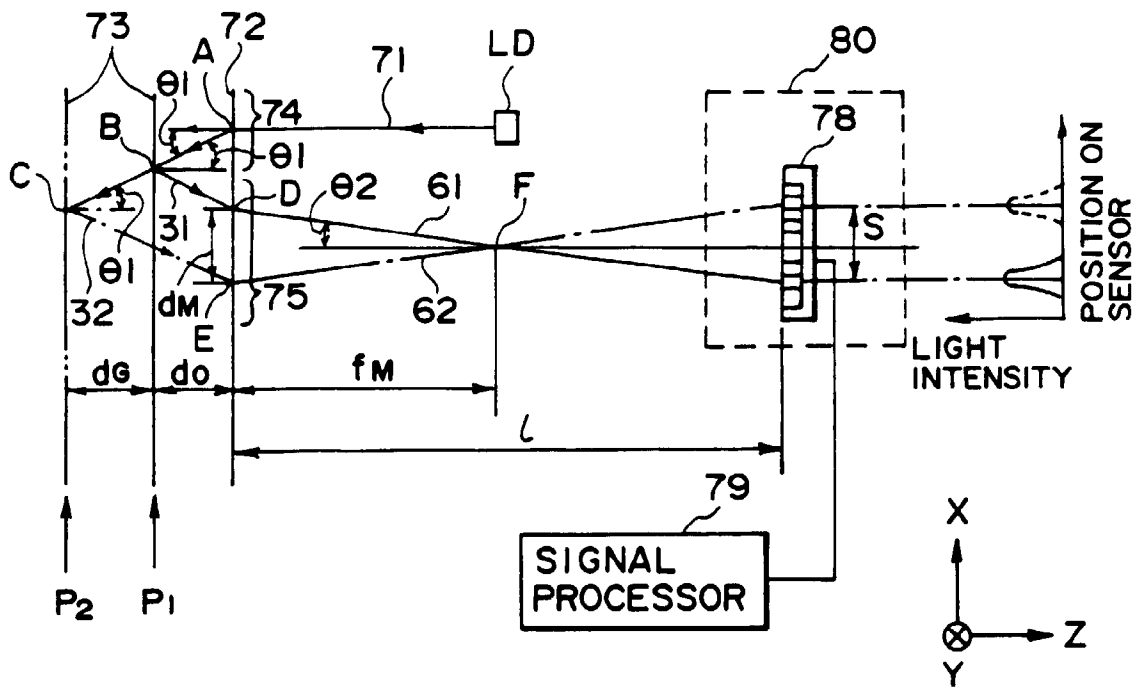 73
72
A
71
LD
80
θ1
74
78
B
θ1
C
31
D
θ2
61
F
S
θ1
32
dM
75
62
E
POSITION ON
SENSOR
LIGHT
INTENSITY
dG
do
fM
l
79
SIGNAL
PROCESSOR
P2
P1
X
Z
Y